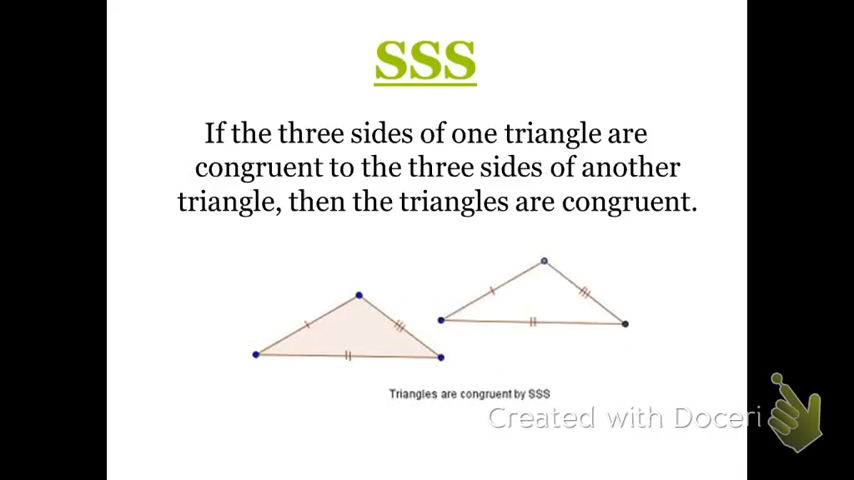 SSS
If the three sides of one triangle are
congruent to the three sides of another
triangle, then the triangles are congruent.
Triangles are congruent by SSS
Created with Doceri